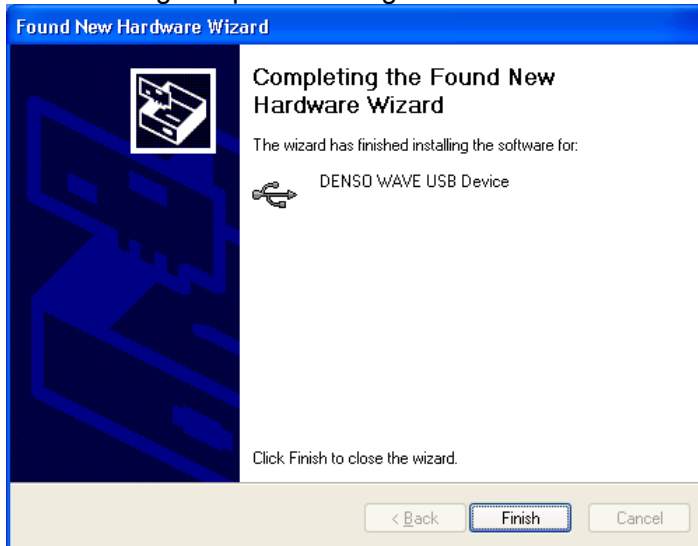 Found New Hardware Wizard
Completing the Found New
Hardware Wizard
The wizard has finished installing the software for:
DENSO WAVE USB Device
Click Finish to close the wizard.
< Back
Finish
Cancel